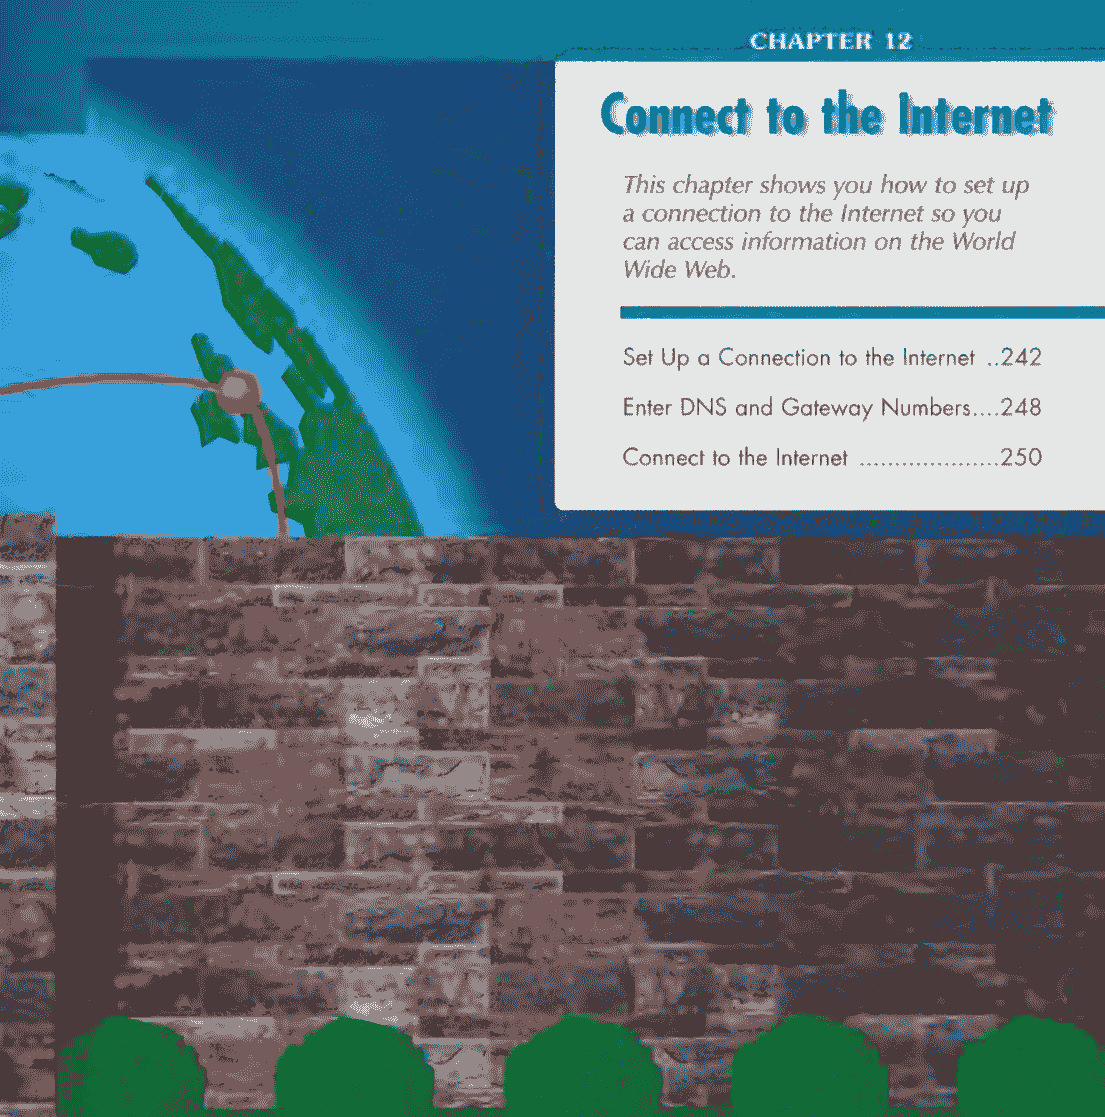 CHAPTER 12
Connect to the Internet
This chapter shows you how to set up
a connection to the Internet so you
can access information on the World
Wide Web.
Set Up a Connection to the Internet ..242
Enter DNS and Gateway Numbers....248
Connect to the Internet ....................250